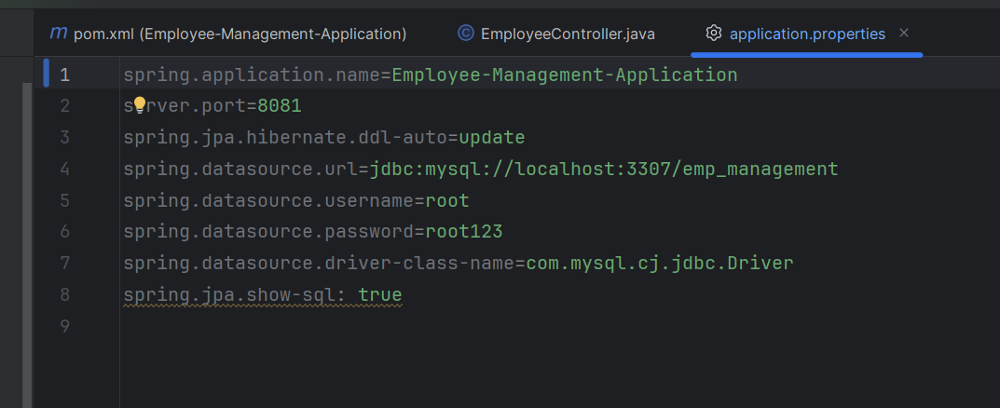 pom.xml (Employee-Management-Application)
EmployeeController.java
application.properties
1 spring.application.name=Employee-Management-Application
2 server.port=8081
3 spring.jpa.hibernate.ddl-auto=update
4 spring.datasource.url=jdbc:mysql://localhost:3307/emp_management
5 spring.datasource.username=root
6 spring.datasource.password=root123
7 spring.datasource.driver-class-name=com.mysql.cj.jdbc.Driver
8 spring.jpa.show-sql: true
9